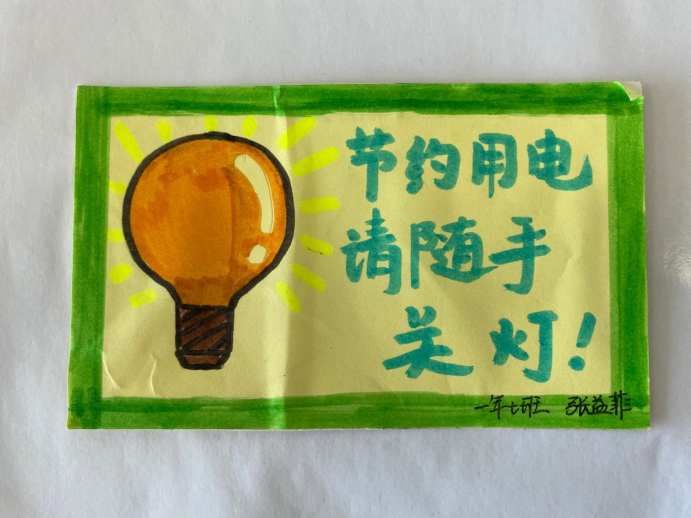 节约用电
请随手
关灯!
一年七班 张益菲